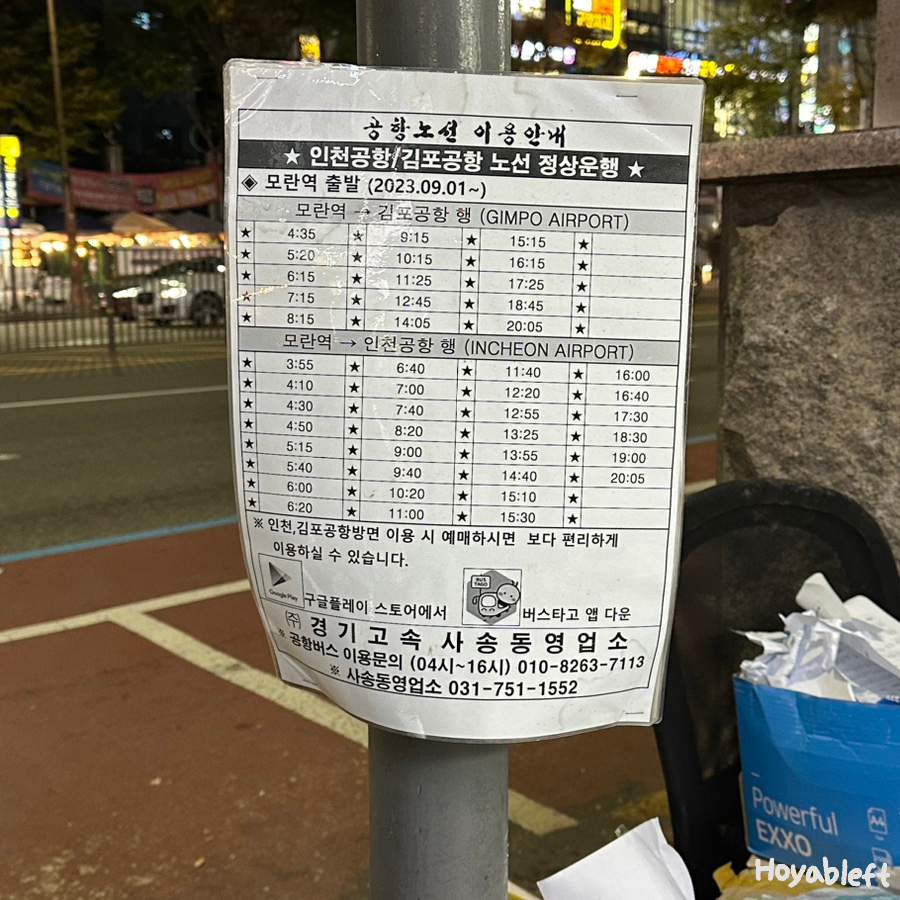 공항노선 이용안내
★ 인천공항/김포공항 노선 정상운행 ★
◈ 모란역 출발 (2023.09.01~)
모란역 → 김포공항 행 (GIMPO AIRPORT)
★ 4:35 ★ 9:15 ★ 15:15 ★
★ 5:20 ★ 10:15 ★ 16:15 ★
★ 6:15 ★ 11:25 ★ 17:25 ★
★ 7:15 ★ 12:45 ★ 18:45 ★
★ 8:15 ★ 14:05 ★ 20:05 ★
모란역 → 인천공항 행 (INCHEON AIRPORT)
★ 3:55 ★ 6:40 ★ 11:40 ★ 16:00
★ 4:10 ★ 7:00 ★ 12:20 ★ 16:40
★ 4:30 ★ 7:40 ★ 12:55 ★ 17:30
★ 4:50 ★ 8:20 ★ 13:25 ★ 18:30
★ 5:15 ★ 9:00 ★ 13:55 ★ 19:00
★ 5:40 ★ 9:40 ★ 14:40 ★ 20:05
★ 6:00 ★ 10:20 ★ 15:10 ★
★ 6:20 ★ 11:00 ★ 15:30 ★
※ 인천,김포공항방면 이용 시 예매하시면 보다 편리하게
이용하실 수 있습니다.
Google Play 구글플레이 스토어에서 BUS TAGO 버스타고 앱 다운
㈜ 경기고속 사송동영업소
※ 공항버스 이용문의 (04시~16시) 010-8263-7113
※ 사송동영업소 031-751-1552
Powerful
EXXO
A4
Hoyableft